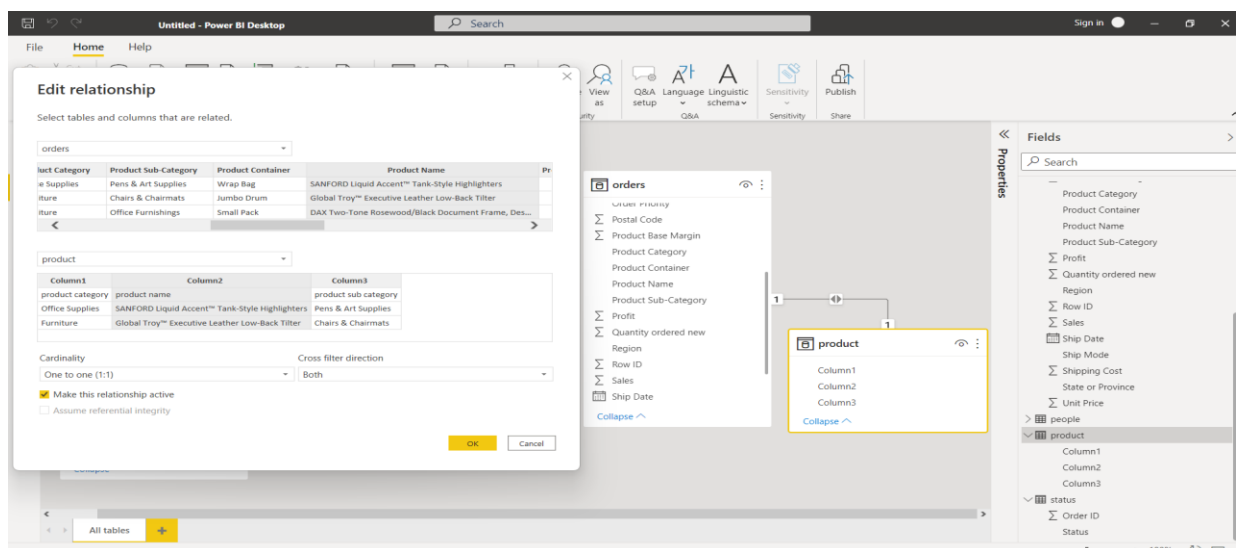 Untitled - Power BI Desktop
Search
Sign in
File Home Help
Edit relationship
Select tables and columns that are related.
orders
luct Category Product Sub-Category Product Container Product Name Pr
e Supplies Pens & Art Supplies Wrap Bag SANFORD Liquid Accent™ Tank-Style Highlighters
iture Chairs & Chairmats Jumbo Drum Global Troy™ Executive Leather Low-Back Tilter
iture Office Furnishings Small Pack DAX Two-Tone Rosewood/Black Document Frame, Des...
product
Column1 Column2 Column3
product category product name product sub category
Office Supplies SANFORD Liquid Accent™ Tank-Style Highlighters Pens & Art Supplies
Furniture Global Troy™ Executive Leather Low-Back Tilter Chairs & Chairmats
Cardinality Cross filter direction
One to one (1:1) Both
Make this relationship active
Assume referential integrity
OK Cancel
View as
Q&A setup
Language
Linguistic schema
Sensitivity
Publish
urity Q&A Sensitivity Share
orders
Order Priority
Postal Code
Product Base Margin
Product Category
Product Container
Product Name
Product Sub-Category
Profit
Quantity ordered new
Region
Row ID
Sales
Ship Date
Collapse
1
1
product
Column1
Column2
Column3
Collapse
Collapse
All tables
Properties
Fields
Search
Product Category
Product Container
Product Name
Product Sub-Category
Profit
Quantity ordered new
Region
Row ID
Sales
Ship Date
Ship Mode
Shipping Cost
State or Province
Unit Price
people
product
Column1
Column2
Column3
status
Order ID
Status